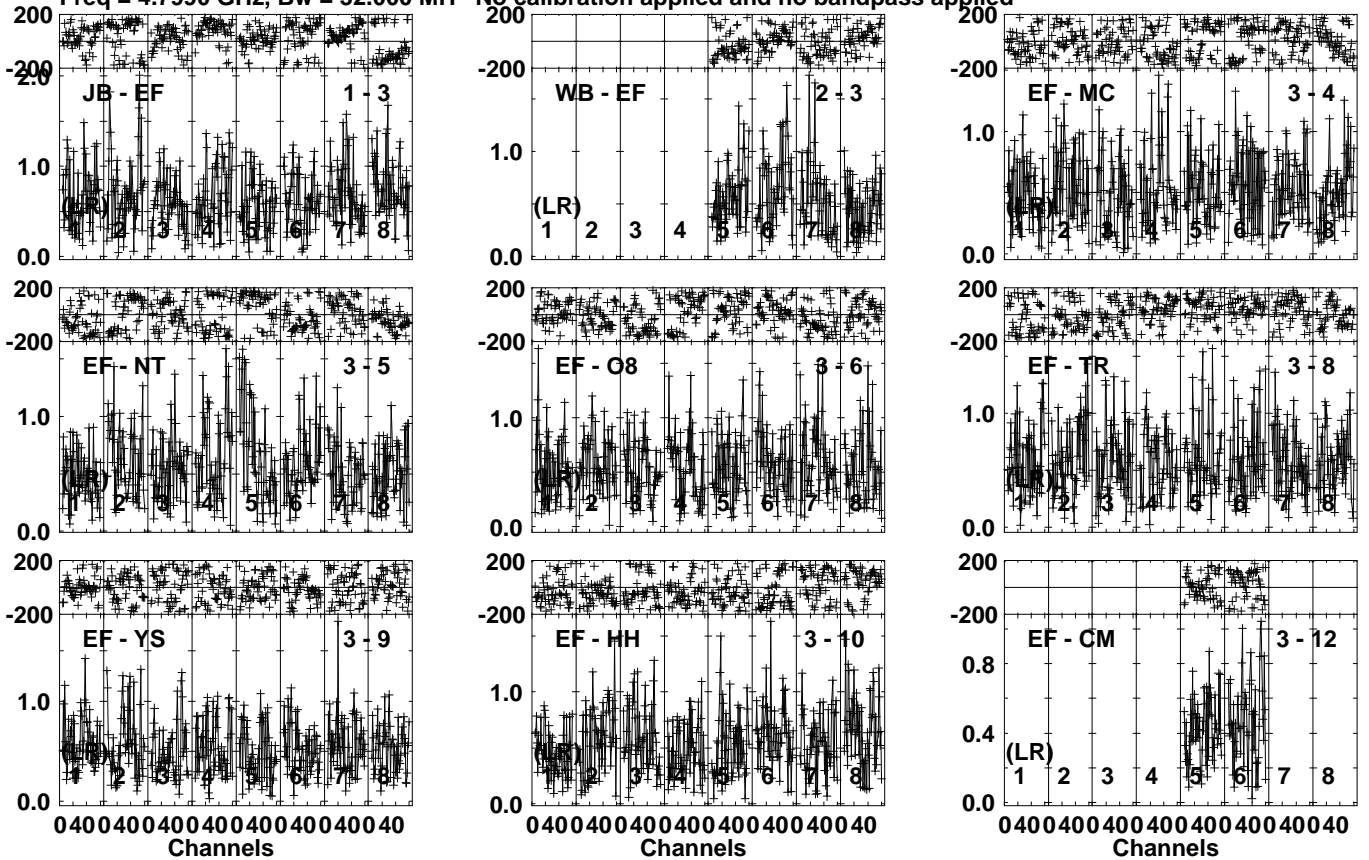 Freq = 4.7990 GHz, Bw = 32.000 MH No calibration applied and no bandpass applied
200
-200
2.0
1.0
0.0
JB - EF 1 - 3
(LR)
1 2 3 4 5 6 7 8
WB - EF 2 - 3
1.0
0.0
(LR)
1 2 3 4 5 6 7 8
200
-200
EF - MC 3 - 4
1.0
0.0
(LR)
1 2 3 4 5 6 7 8
200
-200
EF - NT 3 - 5
1.0
0.0
(LR)
1 2 3 4 5 6 7 8
200
-200
EF - O8 3 - 6
1.0
0.0
(LR)
1 2 3 4 5 6 7 8
200
-200
EF - TR 3 - 8
1.0
0.0
(LR)
1 2 3 4 5 6 7 8
200
-200
EF - YS 3 - 9
1.0
0.0
(LR)
1 2 3 4 5 6 7 8
0 40 0 40 0 40 0 40 0 40 0 40 0 40 0 40
Channels
200
-200
EF - HH 3 - 10
1.0
0.0
(LR)
1 2 3 4 5 6 7 8
0 40 0 40 0 40 0 40 0 40 0 40 0 40 0 40
Channels
200
-200
EF - CM 3 - 12
0.8
0.4
0.0
(LR)
1 2 3 4 5 6 7 8
0 40 0 40 0 40 0 40 0 40 0 40 0 40 0 40
Channels